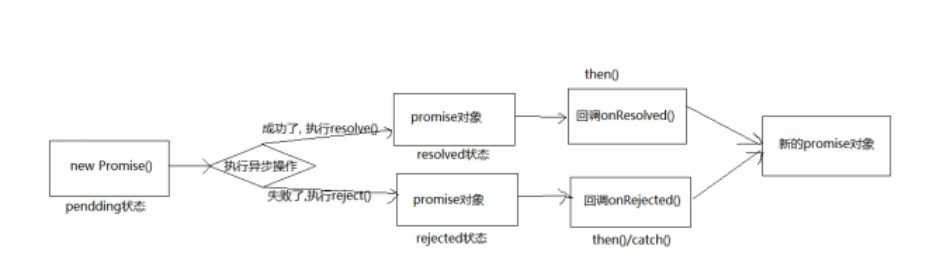 then()
成功了, 执行resolve()
promise对象
回调onResolved()
resolved状态
new Promise()
执行异步操作
新的promise对象
pendding状态
失败了,执行reject()
promise对象
回调onRejected()
rejected状态
then()/catch()